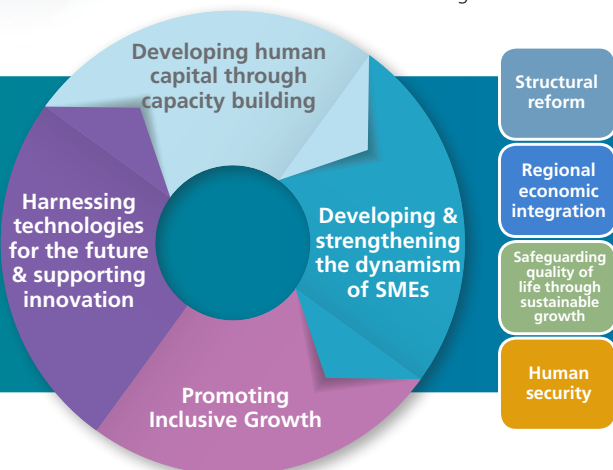 Developing human
capital through
capacity building
Harnessing
technologies
for the future
& supporting
innovation
Developing &
strengthening
the dynamism
of SMEs
Promoting
Inclusive Growth
Structural
reform
Regional
economic
integration
Safeguarding
quality of
life through
sustainable
growth
Human
security